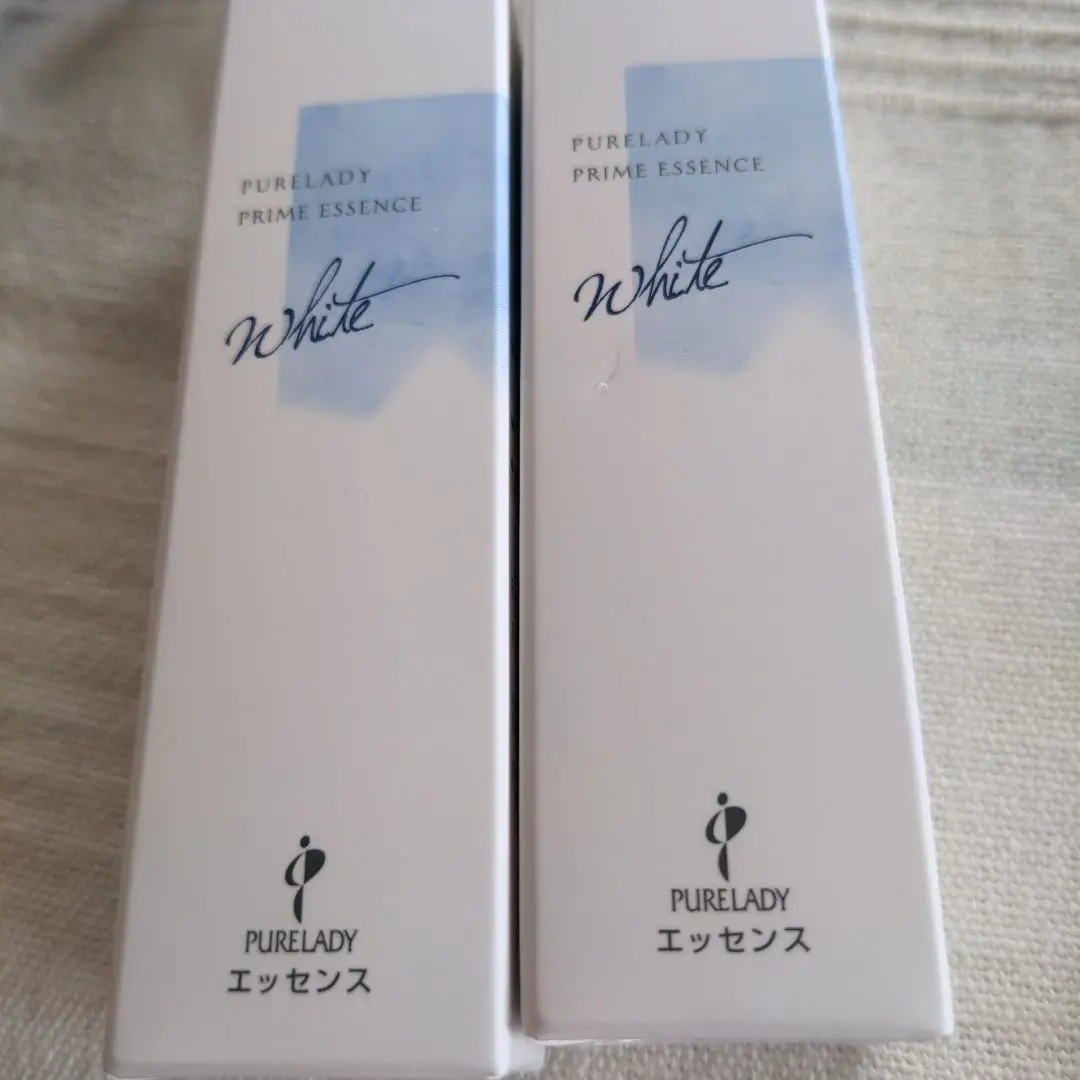 PURELADY
PRIME ESSENCE
White
PURELADY
エッセンス
PURELADY
PRIME ESSENCE
White
PURELADY
エッセンス